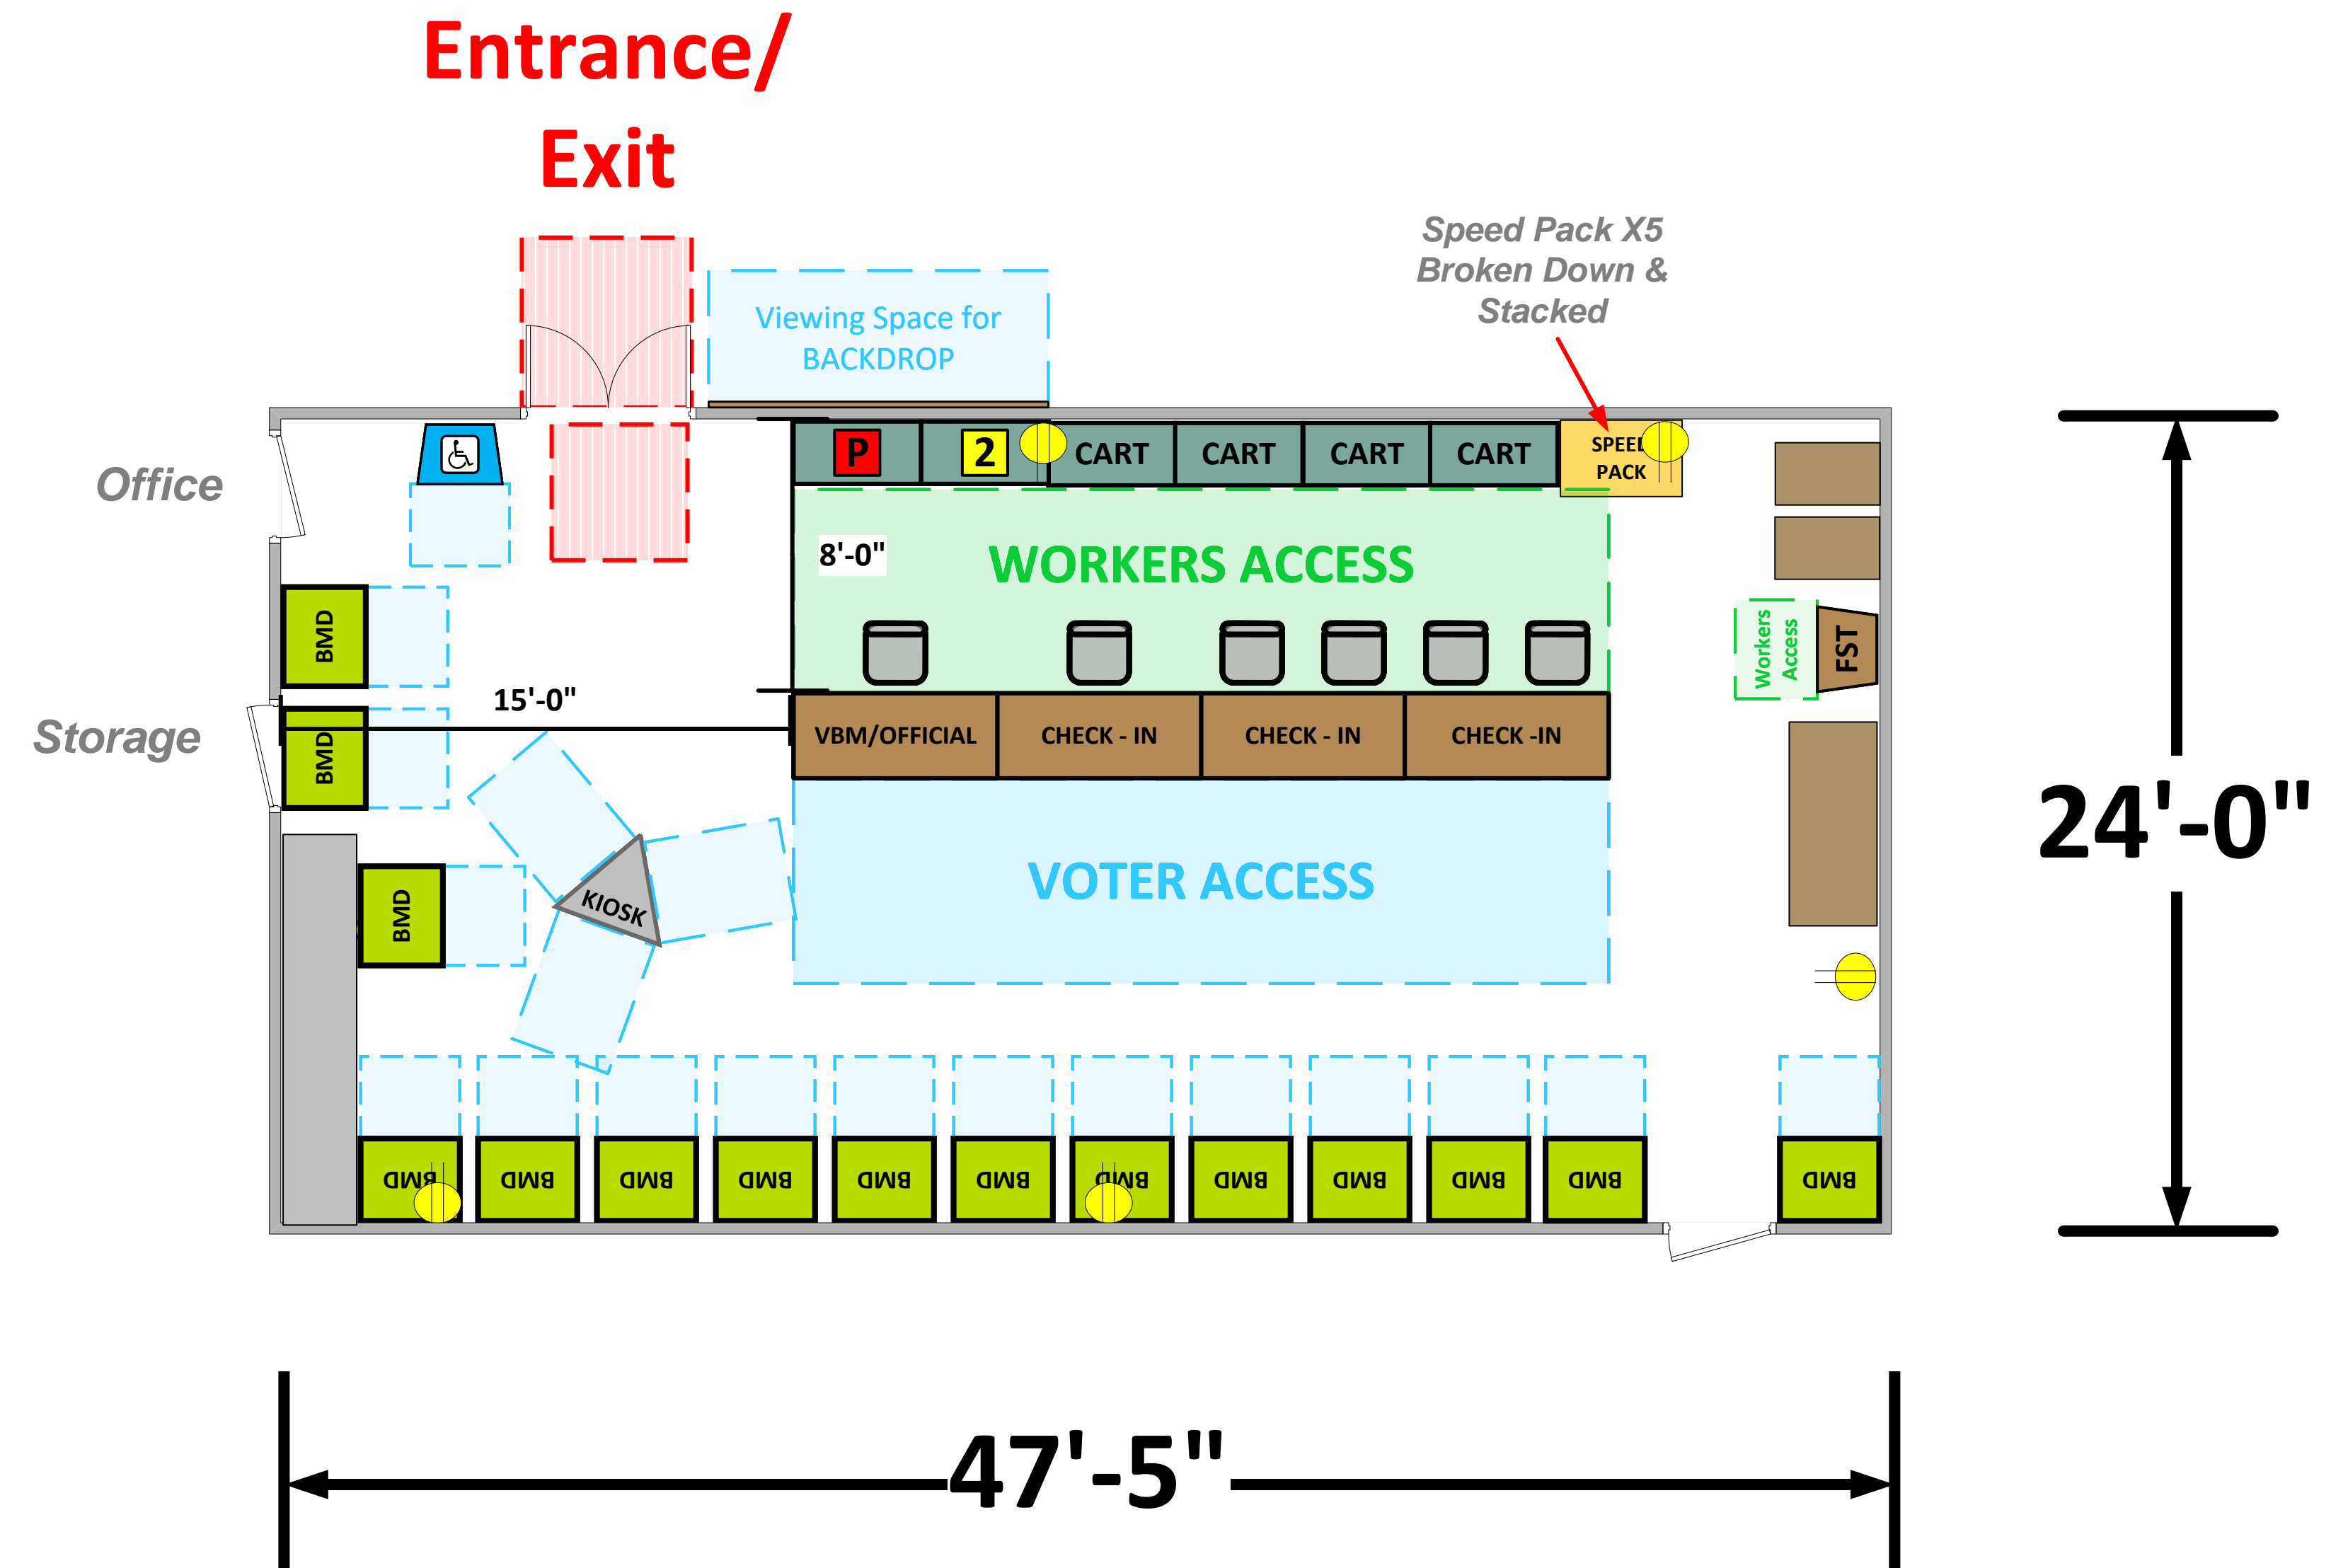 Entrance/
Exit
Speed Pack X5
Broken Down &
Stacked
Viewing Space for
BACKDROP
Office
P
2
CART
CART
CART
CART
SPEED
PACK
8'-0"
WORKERS ACCESS
BMD
Workers
Access
FST
15'-0"
Storage
BMD
VBM/OFFICIAL
CHECK - IN
CHECK - IN
CHECK -IN
24'-0"
VOTER ACCESS
KIOSK
BMD
BMD
BMD
BMD
BMD
BMD
BMD
BMD
BMD
BMD
BMD
BMD
BMD
47'-5"